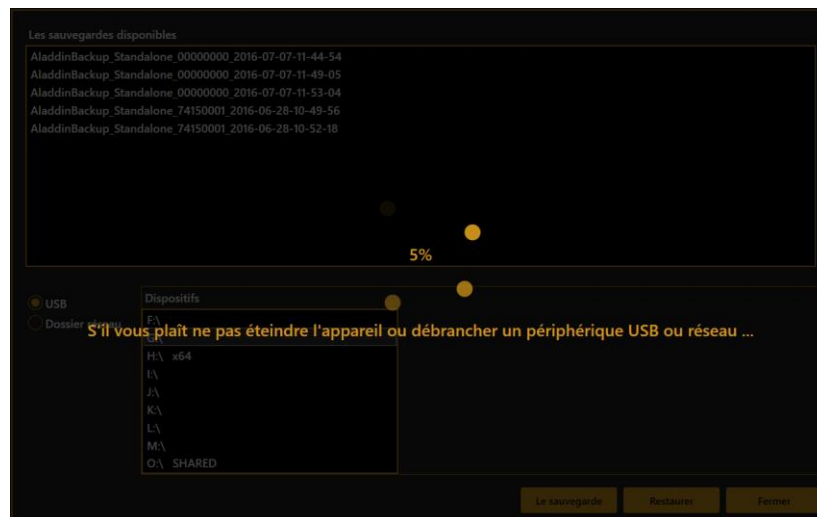 Les sauvegardes disponibles
AladdinBackup_Standalone_00000000_2016-07-07-11-44-54
AladdinBackup_Standalone_00000000_2016-07-07-11-49-05
AladdinBackup_Standalone_00000000_2016-07-07-11-53-04
AladdinBackup_Standalone_74150001_2016-06-28-10-49-56
AladdinBackup_Standalone_74150001_2016-06-28-10-52-18
5%
USB
Dossier réseau
Dispositifs
F:\
S'il vous plaît ne pas éteindre l'appareil ou débrancher un périphérique USB ou réseau ...
G:\
H:\ x64
I:\
J:\
K:\
L:\
M:\
O:\ SHARED
Le sauvegarde
Restaurer
Fermer